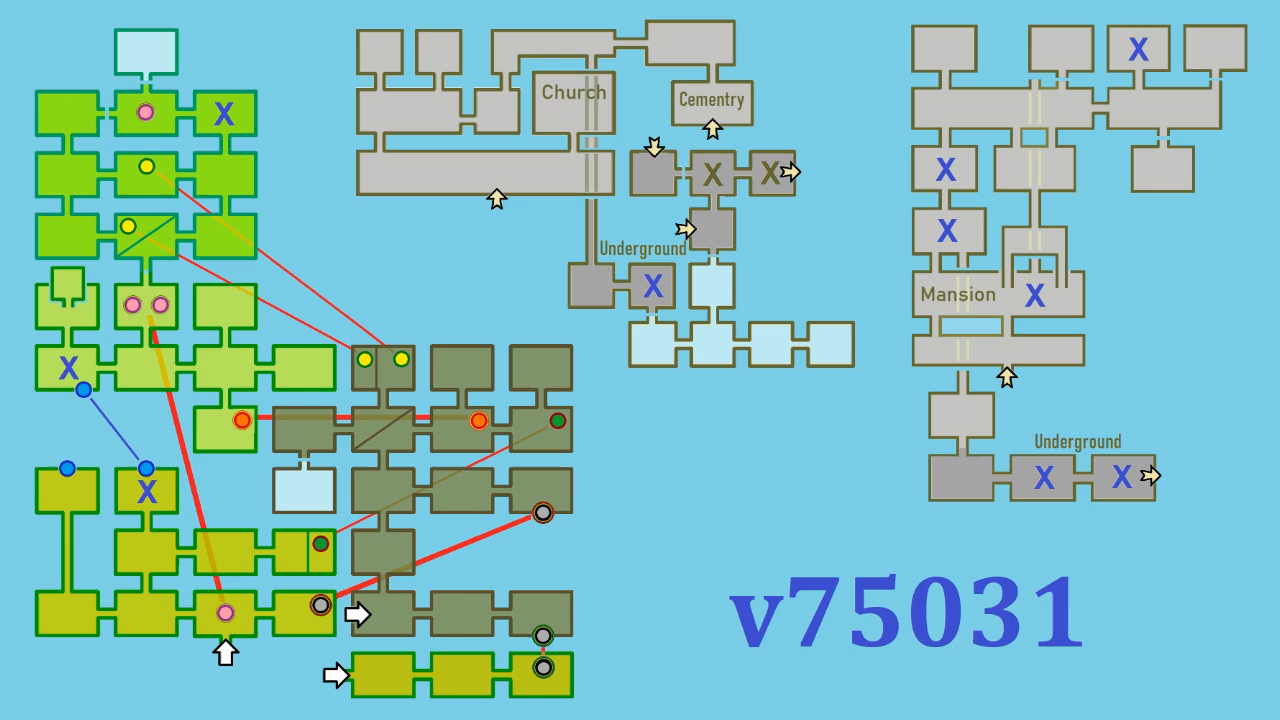 X
Church
Cementry
X
X
X
X
X
Underground
X
Mansion
X
X
X
Underground
X
X
X
v75031